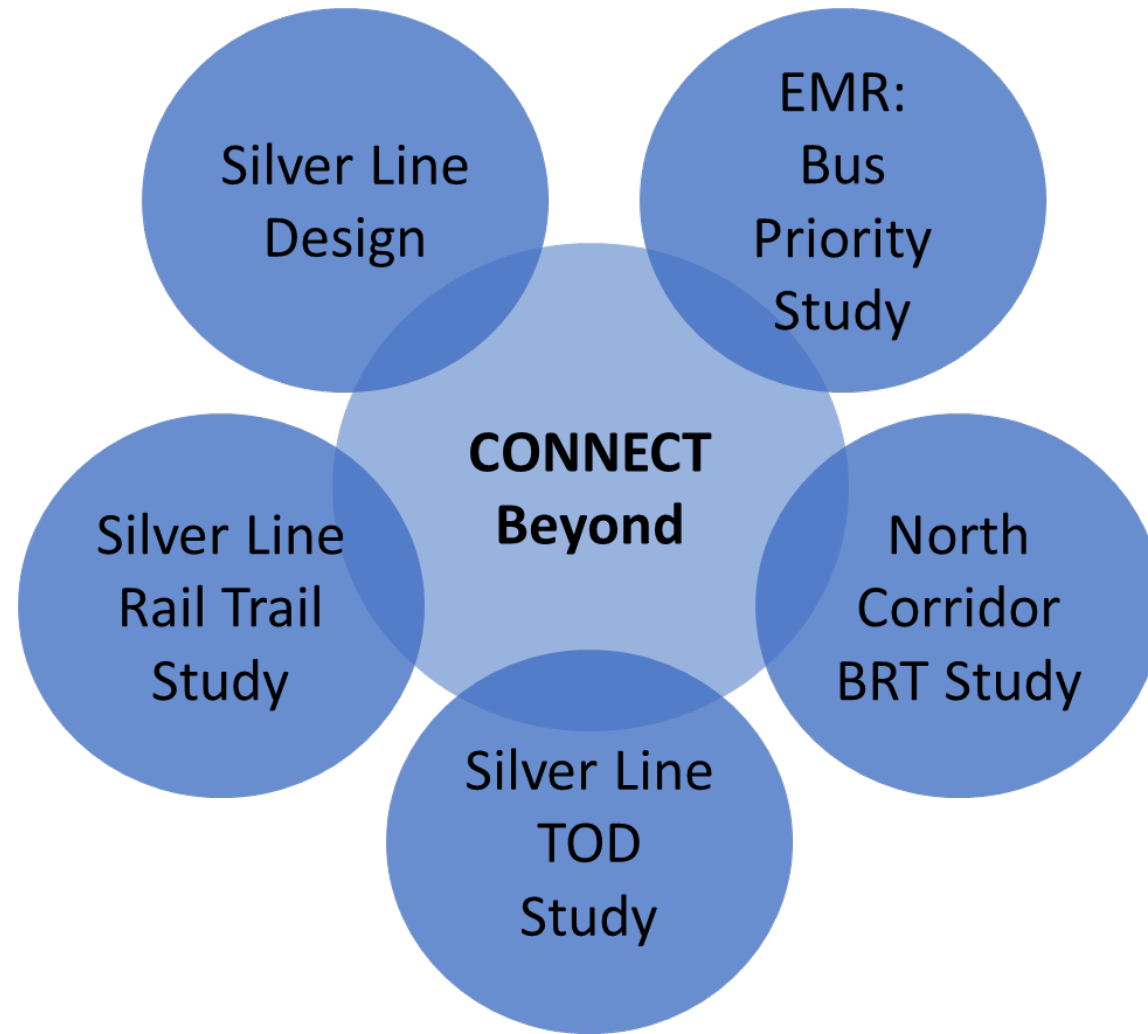 Silver Line
Design
EMR:
Bus
Priority
Study
CONNECT
Beyond
Silver Line
Rail Trail
Study
North
Corridor
BRT Study
Silver Line
TOD
Study